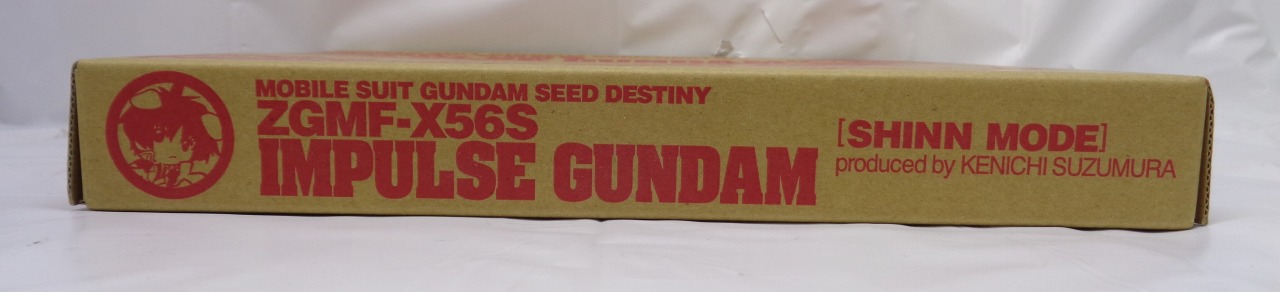 MOBILE SUIT GUNDAM SEED DESTINY
ZGMF-X56S
IMPULSE GUNDAM
[SHINN MODE]
produced by KENICHI SUZUMURA